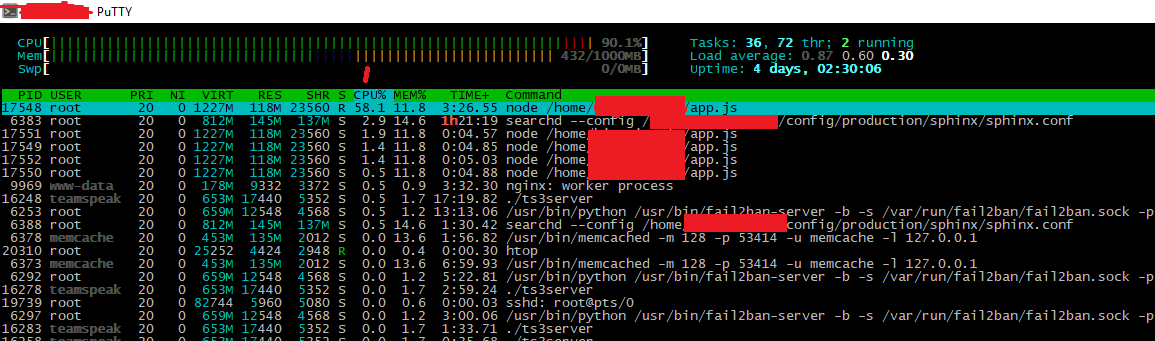 PuTTY
CPU[|||||||||||||||||||||||||||||||||||||||||||||||||||||||||||||||||||| 90.1%] Tasks: 36, 72 thr; 2 running
Mem[||||||||||||||||||||||||||||||||||||||||||||||||||||||||||||||| 432/1000MB] Load average: 0.87 0.60 0.30
Swp[ 0/0MB] Uptime: 4 days, 02:30:06
PID USER PRI NI VIRT RES SHR S CPU% MEM% TIME+ Command
17548 root 20 0 1227M 118M 23560 R 58.1 11.8 3:26.55 node /home/ /app.js
6383 root 20 0 812M 145M 137M S 2.9 14.6 1h21:19 searchd --config / /config/production/sphinx/sphinx.conf
17551 root 20 0 1227M 118M 23560 S 1.9 11.8 0:04.57 node /home/ /app.js
17549 root 20 0 1227M 118M 23560 S 1.4 11.8 0:04.85 node /home/ /app.js
17552 root 20 0 1227M 118M 23560 S 1.4 11.8 0:05.03 node /home/ /app.js
17550 root 20 0 1227M 118M 23560 S 0.5 11.8 0:04.88 node /home/ /app.js
9969 www-data 20 0 178M 9332 3372 S 0.5 0.9 3:32.30 nginx: worker process
16248 teamspeak 20 0 653M 17440 5352 S 0.5 1.7 17:19.82 ./ts3server
6253 root 20 0 659M 12548 4568 S 0.5 1.2 13:13.06 /usr/bin/python /usr/bin/fail2ban-server -b -s /var/run/fail2ban/fail2ban.sock -p
6388 root 20 0 812M 145M 137M S 0.5 14.6 1:30.42 searchd --config /home/ /config/production/sphinx/sphinx.conf
6378 memcache 20 0 453M 135M 2012 S 0.0 13.6 1:56.82 /usr/bin/memcached -m 128 -p 53414 -u memcache -l 127.0.0.1
20310 root 20 0 25252 4424 2948 R 0.0 0.4 0:00.30 htop
6373 memcache 20 0 453M 135M 2012 S 0.0 13.6 6:59.93 /usr/bin/memcached -m 128 -p 53414 -u memcache -l 127.0.0.1
6292 root 20 0 659M 12548 4568 S 0.0 1.2 5:22.81 /usr/bin/python /usr/bin/fail2ban-server -b -s /var/run/fail2ban/fail2ban.sock -p
16278 teamspeak 20 0 653M 17440 5352 S 0.0 1.7 2:59.24 ./ts3server
19739 root 20 0 82744 5960 5080 S 0.0 0.6 0:00.03 sshd: root@pts/0
6297 root 20 0 659M 12548 4568 S 0.0 1.2 3:00.06 /usr/bin/python /usr/bin/fail2ban-server -b -s /var/run/fail2ban/fail2ban.sock -p
16283 teamspeak 20 0 653M 17440 5352 S 0.0 1.7 1:33.71 ./ts3server